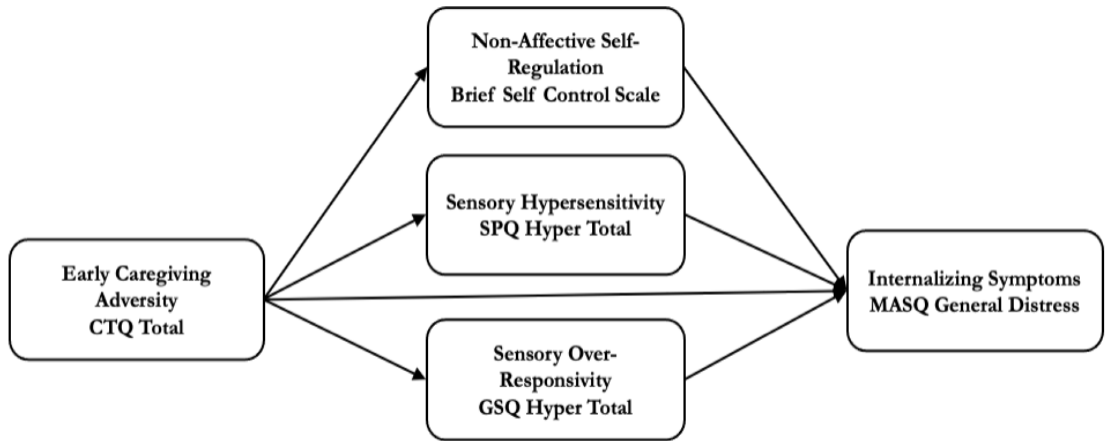 Non-Affective Self-
Regulation
Brief Self Control Scale
Sensory Hypersensitivity
SPQ Hyper Total
Early Caregiving
Adversity
CTQ Total
Internalizing Symptoms
MASQ General Distress
Sensory Over-
Responsivity
GSQ Hyper Total